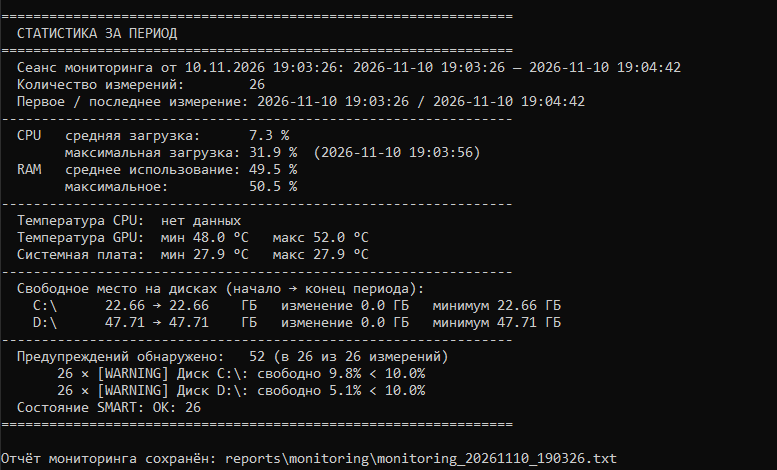 ================================================================
СТАТИСТИКА ЗА ПЕРИОД
================================================================
Сеанс мониторинга от 10.11.2026 19:03:26: 2026-11-10 19:03:26 — 2026-11-10 19:04:42
Количество измерений:        26
Первое / последнее измерение: 2026-11-10 19:03:26 / 2026-11-10 19:04:42
----------------------------------------------------------------
CPU   средняя загрузка:      7.3 %
      максимальная загрузка: 31.9 %  (2026-11-10 19:03:56)
RAM   среднее использование: 49.5 %
      максимальное:          50.5 %
----------------------------------------------------------------
Температура CPU:  нет данных
Температура GPU:  мин 48.0 °C   макс 52.0 °C
Системная плата:  мин 27.9 °C   макс 27.9 °C
----------------------------------------------------------------
Свободное место на дисках (начало → конец периода):
  C:\      22.66 → 22.66    ГБ   изменение 0.0 ГБ   минимум 22.66 ГБ
  D:\      47.71 → 47.71    ГБ   изменение 0.0 ГБ   минимум 47.71 ГБ
----------------------------------------------------------------
Предупреждений обнаружено:   52 (в 26 из 26 измерений)
     26 × [WARNING] Диск C:\: свободно 9.8% < 10.0%
     26 × [WARNING] Диск D:\: свободно 5.1% < 10.0%
Состояние SMART: OK: 26
================================================================
Отчёт мониторинга сохранён: reports\monitoring\monitoring_20261110_190326.txt